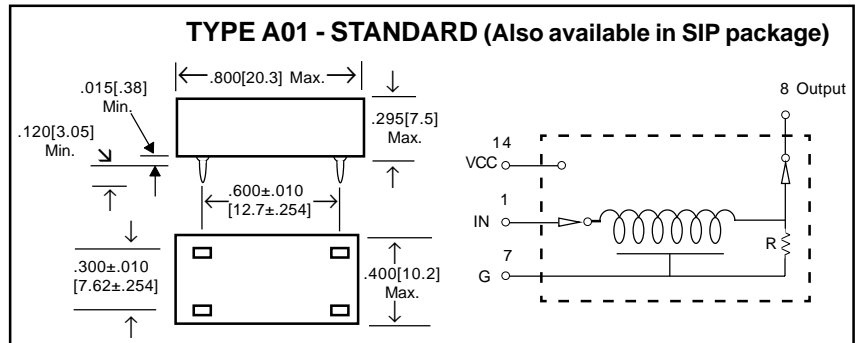 TYPE A01 - STANDARD (Also available in SIP package)
.015[.38]
Min.
.800[20.3] Max.
.120[3.05]
Min.
.295[7.5]
Max.
.600±.010
[12.7±.254]
.300±.010
[7.62±.254]
.400[10.2]
Max.
8 Output
14
VCC
1
IN
7
G
R